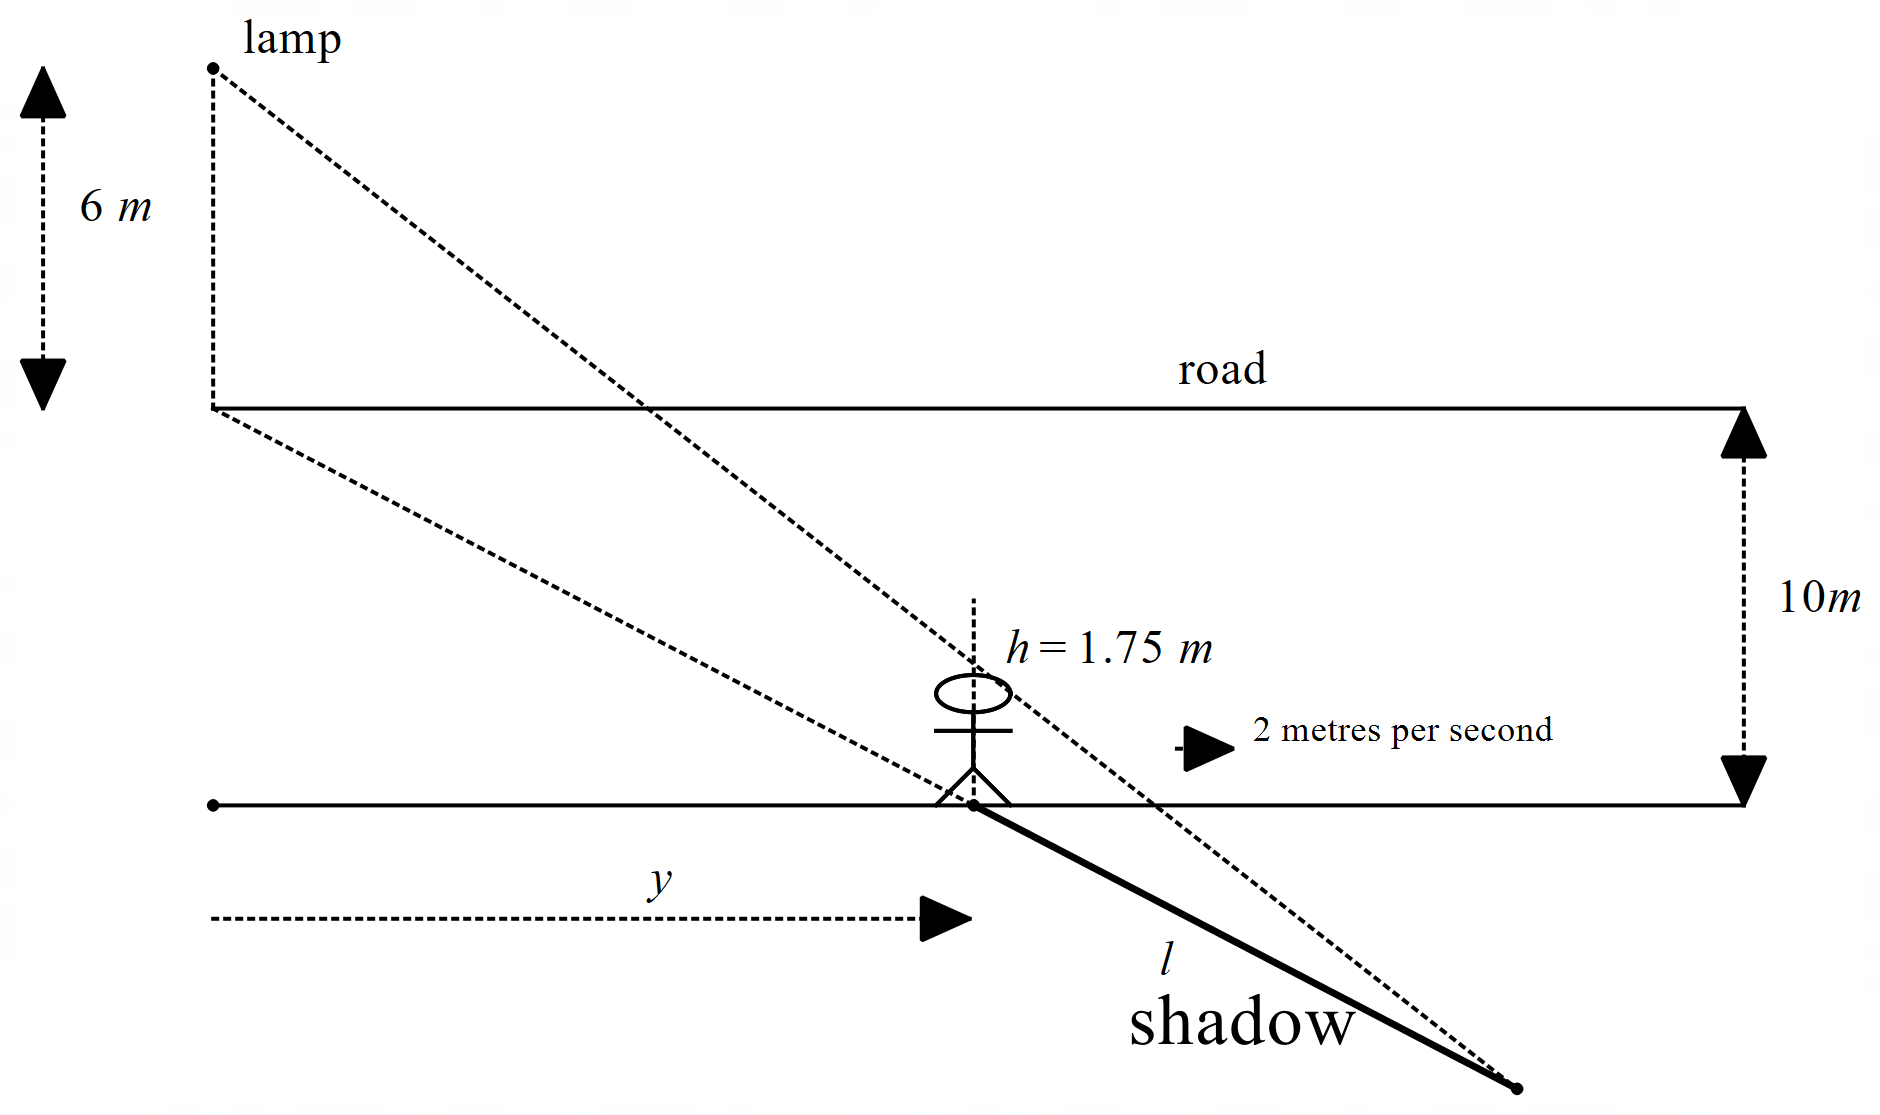 lamp
6 m
road
10m
h = 1.75 m
2 metres per second
y
l
shadow